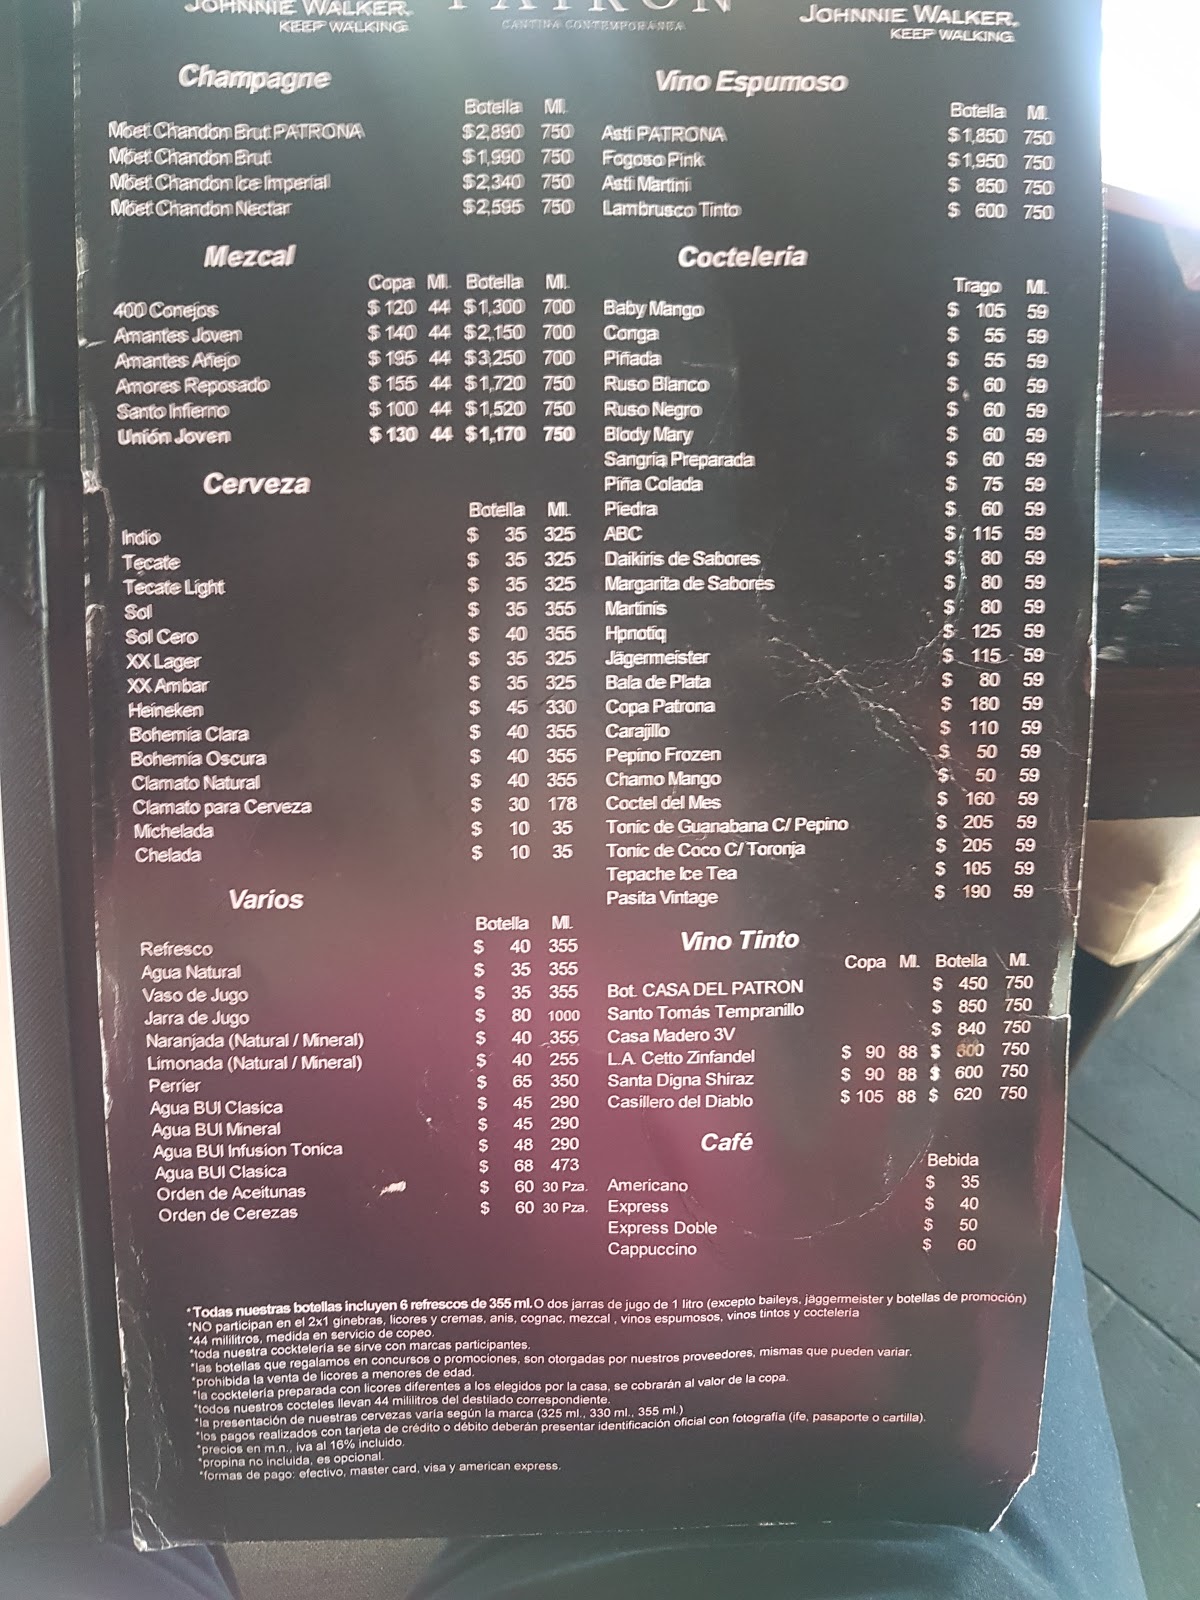 JOHNNIE WALKER. KEEP WALKING.
PATRÓN
CANTINA CONTEMPORÁNEA
JOHNNIE WALKER. KEEP WALKING.
Champagne
Botella Ml.
Möet Chandon Brut PATRONA $2,890 750
Möet Chandon Brut $1,990 750
Möet Chandon Ice Imperial $2,340 750
Möet Chandon Nectar $2,595 750
Mezcal
Copa Ml. Botella Ml.
400 Conejos $ 120 44 $1,300 700
Amantes Joven $ 140 44 $2,150 700
Amantes Añejo $ 195 44 $3,250 700
Amores Reposado $ 155 44 $1,720 750
Santo Infierno $ 100 44 $1,520 750
Unión Joven $ 130 44 $1,170 750
Cerveza
Botella Ml.
Indio $ 35 325
Tecate $ 35 325
Tecate Light $ 35 325
Sol $ 35 355
Sol Cero $ 40 355
XX Lager $ 35 325
XX Ambar $ 35 325
Heineken $ 45 330
Bohemia Clara $ 40 355
Bohemia Oscura $ 40 355
Clamato Natural $ 40 355
Clamato para Cerveza $ 30 178
Michelada $ 10 35
Chelada $ 10 35
Varios
Botella Ml.
Refresco $ 40 355
Agua Natural $ 35 355
Vaso de Jugo $ 35 355
Jarra de Jugo $ 80 1000
Naranjada (Natural / Mineral) $ 40 355
Limonada (Natural / Mineral) $ 40 255
Perrier $ 65 350
Agua BUI Clasica $ 45 290
Agua BUI Mineral $ 45 290
Agua BUI Infusion Tonica $ 48 290
Agua BUI Clasica $ 68 473
Orden de Aceitunas $ 60 30 Pza.
Orden de Cerezas $ 60 30 Pza.
Vino Espumoso
Botella Ml.
Asti PATRONA $1,850 750
Fogoso Pink $1,950 750
Asti Martini $ 850 750
Lambrusco Tinto $ 600 750
Cocteleria
Trago Ml.
Baby Mango $ 105 59
Conga $ 55 59
Piñada $ 55 59
Ruso Blanco $ 60 59
Ruso Negro $ 60 59
Blody Mary $ 60 59
Sangria Preparada $ 60 59
Piña Colada $ 75 59
Piedra $ 60 59
ABC $ 115 59
Daikiris de Sabores $ 80 59
Margarita de Sabores $ 80 59
Martinis $ 80 59
Hpnotiq $ 125 59
Jägermeister $ 115 59
Bala de Plata $ 80 59
Copa Patrona $ 180 59
Carajillo $ 110 59
Pepino Frozen $ 50 59
Chamo Mango $ 50 59
Coctel del Mes $ 160 59
Tonic de Guanabana C/ Pepino $ 205 59
Tonic de Coco C/ Toronja $ 205 59
Tepache Ice Tea $ 105 59
Pasita Vintage $ 190 59
Vino Tinto
Copa Ml. Botella Ml.
Bot. CASA DEL PATRON $ 450 750
Santo Tomás Tempranillo $ 850 750
Casa Madero 3V $ 840 750
L.A. Cetto Zinfandel $ 90 88 $ 600 750
Santa Digna Shiraz $ 90 88 $ 600 750
Casillero del Diablo $ 105 88 $ 620 750
Café
Bebida
Americano $ 35
Express $ 40
Express Doble $ 50
Cappuccino $ 60
*Todas nuestras botellas incluyen 6 refrescos de 355 ml. O dos jarras de jugo de 1 litro (excepto baileys, jäggermeister y botellas de promoción)
*NO participan en el 2x1 ginebras, licores y cremas, anis, cognac, mezcal , vinos espumosos, vinos tintos y coctelería
*44 mililitros, medida en servicio de copeo.
*toda nuestra cocktelería se sirve con marcas participantes.
*las botellas que regalamos en concursos o promociones, son otorgadas por nuestros proveedores, mismas que pueden variar.
*prohibida la venta de licores a menores de edad.
*la cocktelería preparada con licores diferentes a los elegidos por la casa, se cobrarán al valor de la copa.
*todos nuestros cocteles llevan 44 mililitros del destilado correspondiente.
*la presentación de nuestras cervezas varía según la marca (325 ml., 330 ml., 355 ml.)
*los pagos realizados con tarjeta de crédito o débito deberán presentar identificación oficial con fotografía (ife, pasaporte o cartilla).
*precios en m.n., iva al 16% incluido.
*propina no incluida, es opcional.
*formas de pago: efectivo, master card, visa y american express.